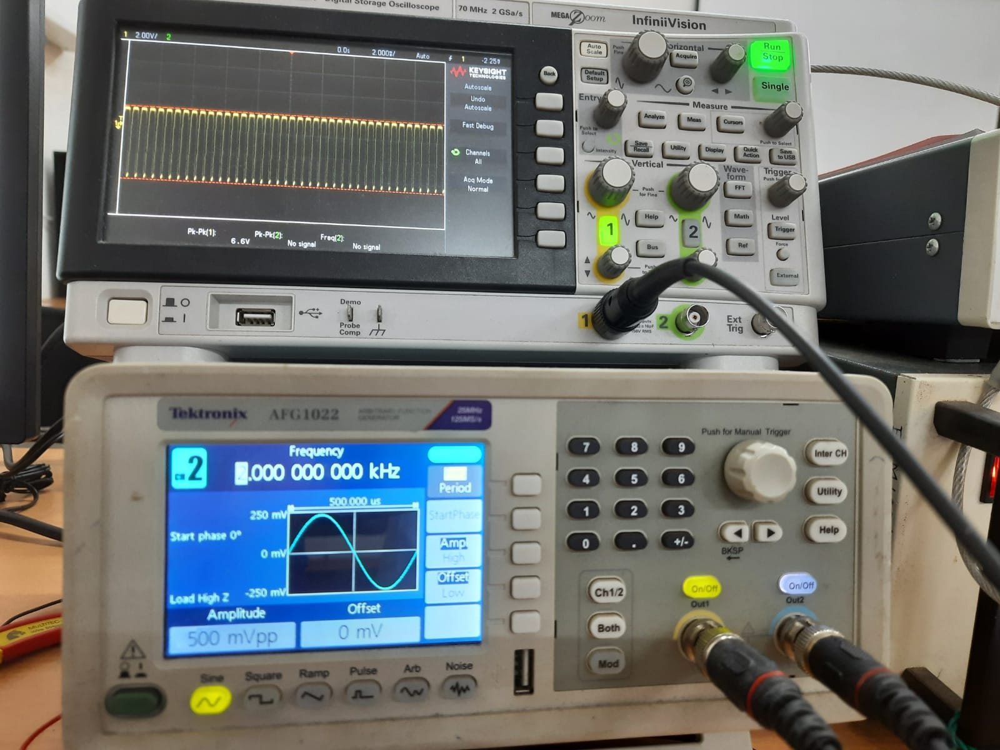 Digital Storage Oscilloscope
70 MHz 2 GSa/s
MEGA Zoom
InfiniiVision
1 2.00V/ 2
0.0s 2.000ms/ Auto
1 -2.25V
KEYSIGHT
TECHNOLOGIES
Autoscale
Undo
Autoscale
Fast Debug
Channels
All
Acq Mode
Normal
Pk-Pk(1):
6.6V
Pk-Pk(2):
No signal
Freq(2):
No signal
Back
Auto
Scale
Push
Fine
Horizontal
Acquire
Run
Stop
Default
Setup
Single
Entry
Measure
Analyze
Meas
Cursors
Push to
Select
Push to Select
Intensity
Save
Recall
Utility
Display
Quick
Action
Save
to USB
Vertical
Wave-
form
Trigger
FFT
Push
for Fine
Help
Math
Level
Trigger
1
2
Bus
Ref
Force
External
Push
Demo
Probe
Comp
1
2
Ext
Trig
Tektronix AFG1022
ARBITRARY FUNCTION
GENERATOR
25MHz
125MS/s
CH 2
Frequency
2.000 000 000 kHz
Period
500.000 us
250 mV
StartPhase
Start phase 0°
0 mV
Ampl
High
Offset
Low
-250 mV
Load High Z
Amplitude
Offset
500 mVpp
0 mV
Sine
Square
Ramp
Pulse
Arb
Noise
7
8
9
4
5
6
1
2
3
0
.
+/-
Push for Manual Trigger
Inter CH
Utility
Help
BKSP
Ch1/2
Both
Mod
On/Off
Out1
On/Off
Out2